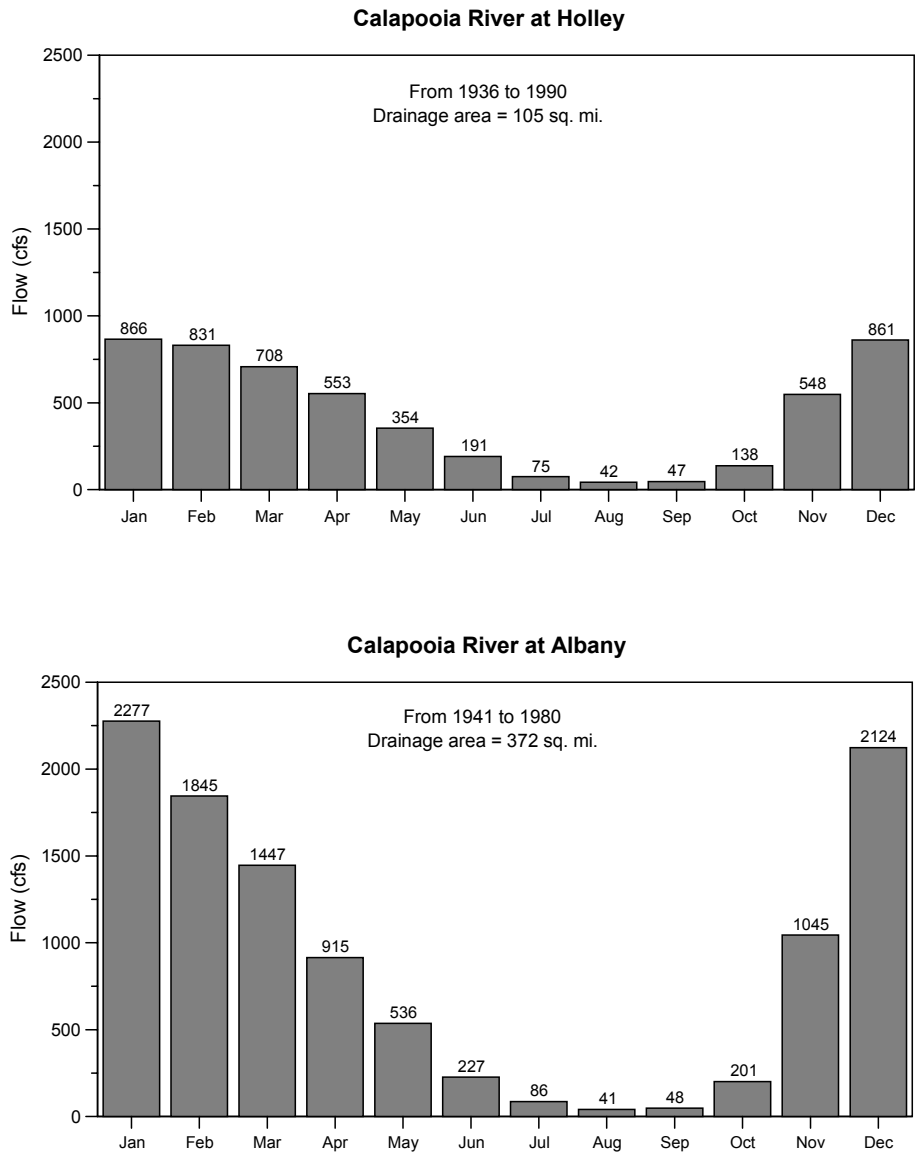 Calapooia River at Holley
2500
From 1936 to 1990
Drainage area = 105 sq. mi.
2000
1500
Flow (cfs)
1000
866 831 708 553 354 191 75 42 47 138 548 861
500
0
Jan Feb Mar Apr May Jun Jul Aug Sep Oct Nov Dec
Calapooia River at Albany
2500
From 1941 to 1980
Drainage area = 372 sq. mi.
2277 1845 1447 915 536 227 86 41 48 201 1045 2124
2000
1500
Flow (cfs)
1000
500
0
Jan Feb Mar Apr May Jun Jul Aug Sep Oct Nov Dec